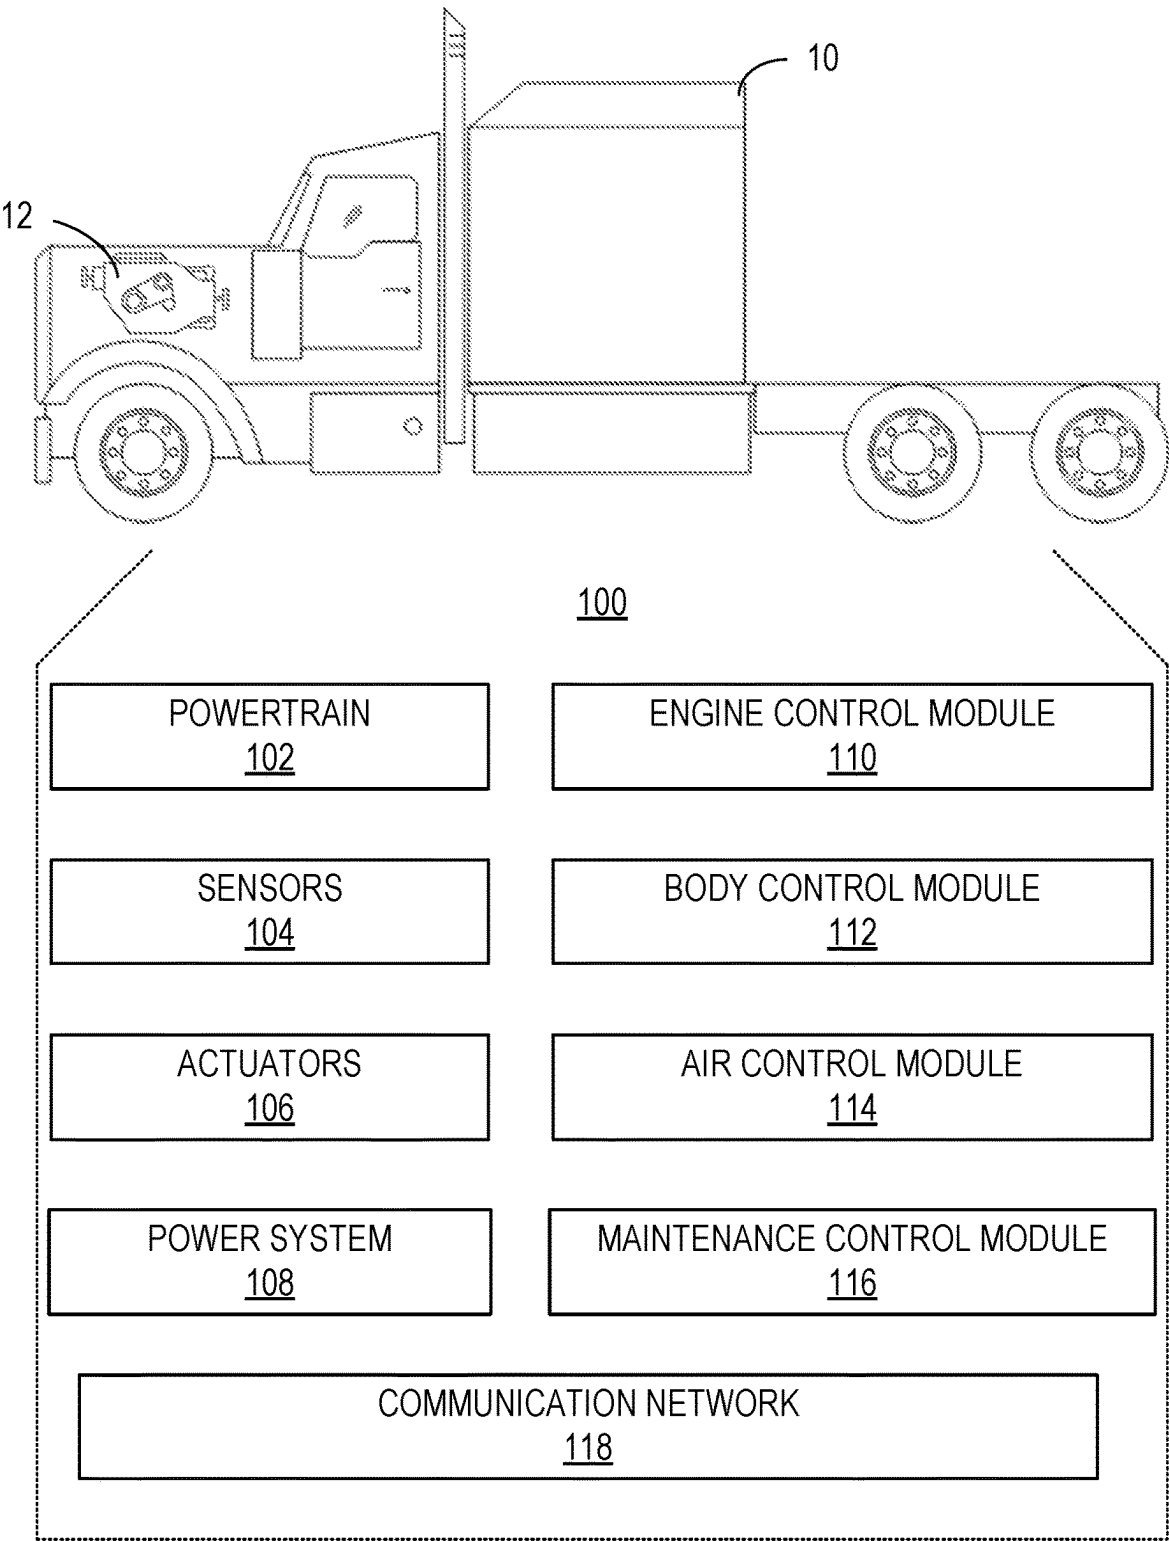 10
12
100
POWERTRAIN
102
ENGINE CONTROL MODULE
110
SENSORS
104
BODY CONTROL MODULE
112
ACTUATORS
106
AIR CONTROL MODULE
114
POWER SYSTEM
108
MAINTENANCE CONTROL MODULE
116
COMMUNICATION NETWORK
118